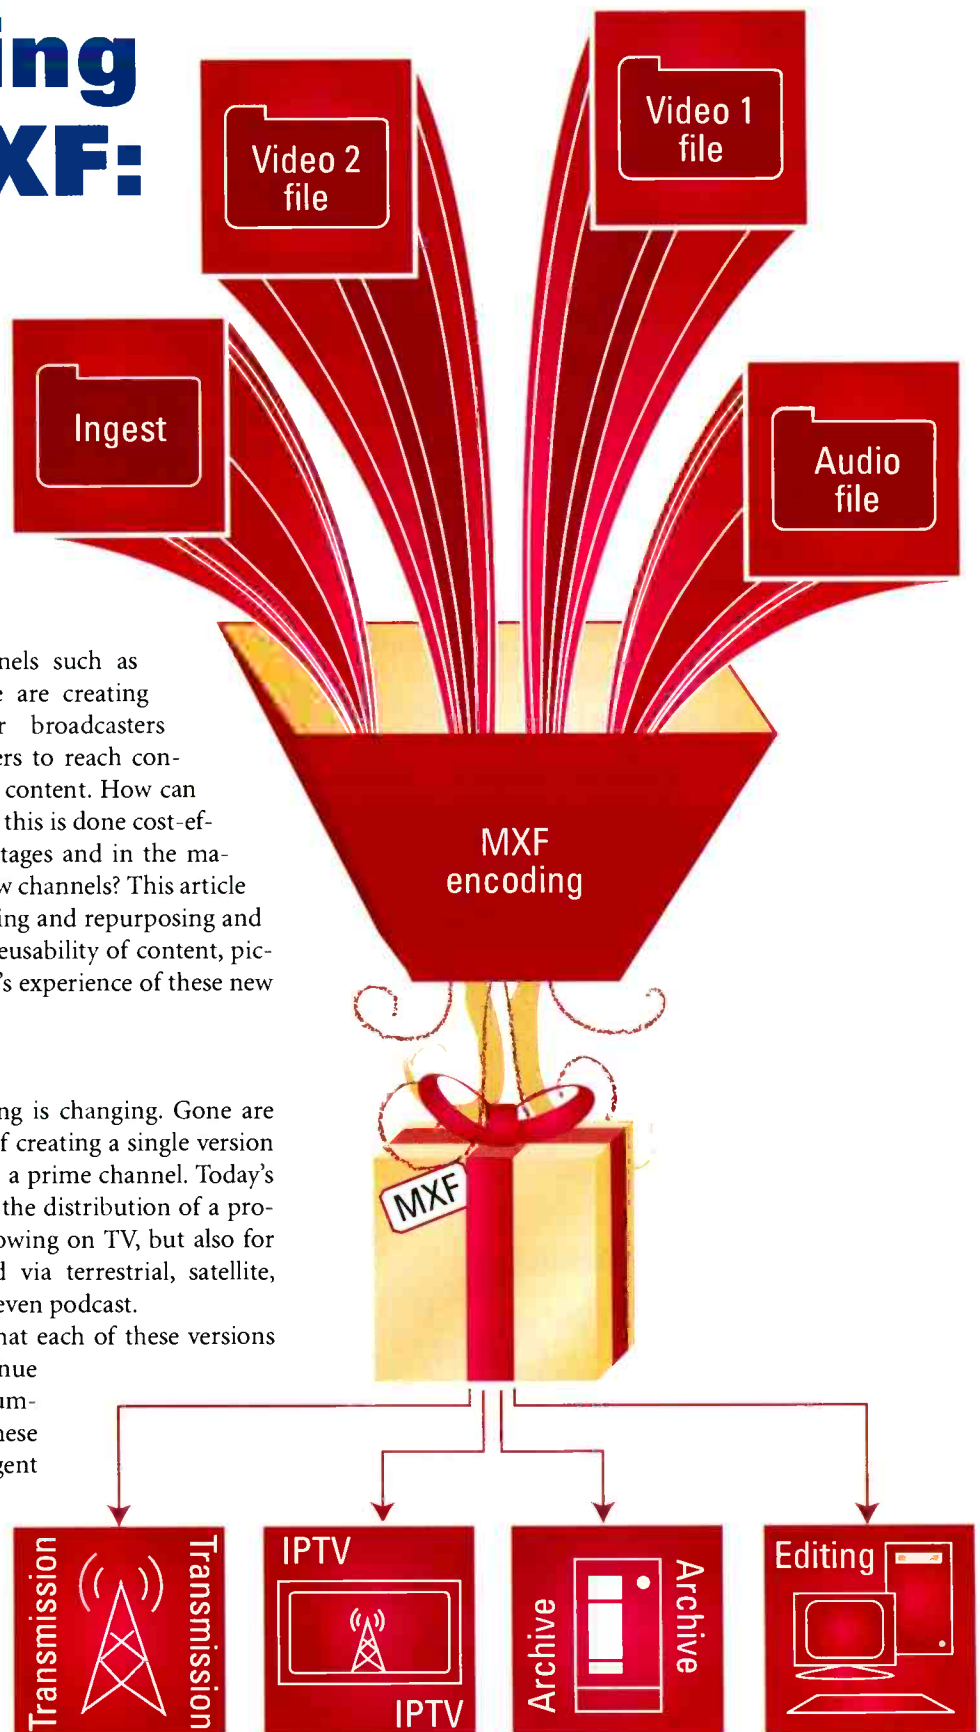 ing
XF:
Video 1
file
Video 2
file
Ingest
Audio
file
nels such as
e are creating
r broadcasters
ers to reach con-
content. How can
this is done cost-ef-
tages and in the ma-
w channels? This article
ing and repurposing and
eusability of content, pic-
's experience of these new
MXF
encoding
ng is changing. Gone are
of creating a single version
a prime channel. Today's
the distribution of a pro-
owing on TV, but also for
d via terrestrial, satellite,
even podcast.
hat each of these versions
nue
um-
hese
gent
MXF
Transmission
Transmission
IPTV
IPTV
Archive
Archive
Editing